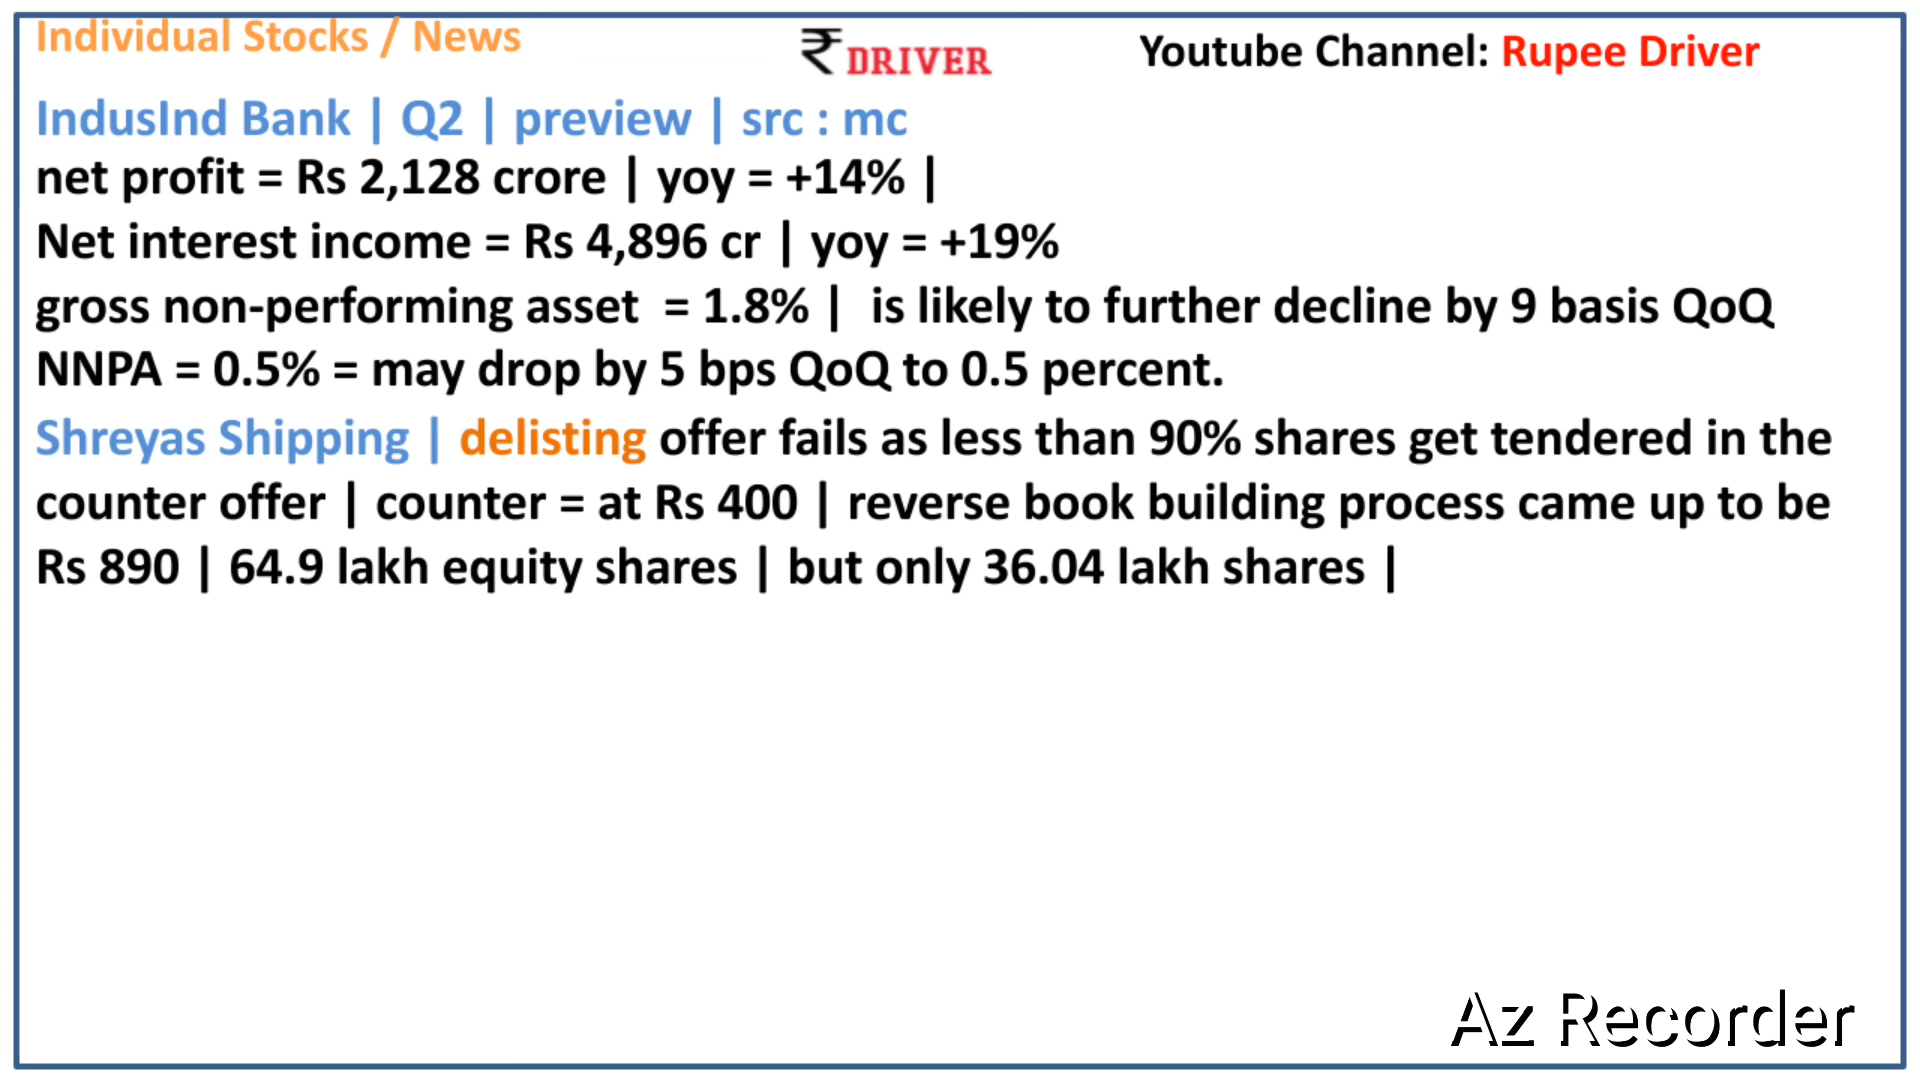 Individual Stocks / News
₹ DRIVER
Youtube Channel: Rupee Driver
IndusInd Bank | Q2 | preview | src : mc
net profit = Rs 2,128 crore | yoy = +14% |
Net interest income = Rs 4,896 cr | yoy = +19%
gross non-performing asset = 1.8% | is likely to further decline by 9 basis QoQ
NNPA = 0.5% = may drop by 5 bps QoQ to 0.5 percent.
Shreyas Shipping | delisting offer fails as less than 90% shares get tendered in the
counter offer | counter = at Rs 400 | reverse book building process came up to be
Rs 890 | 64.9 lakh equity shares | but only 36.04 lakh shares |
Az Recorder